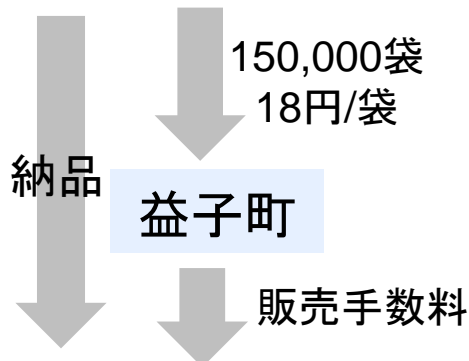 150,000袋
18円/袋
納品
益子町
販売手数料